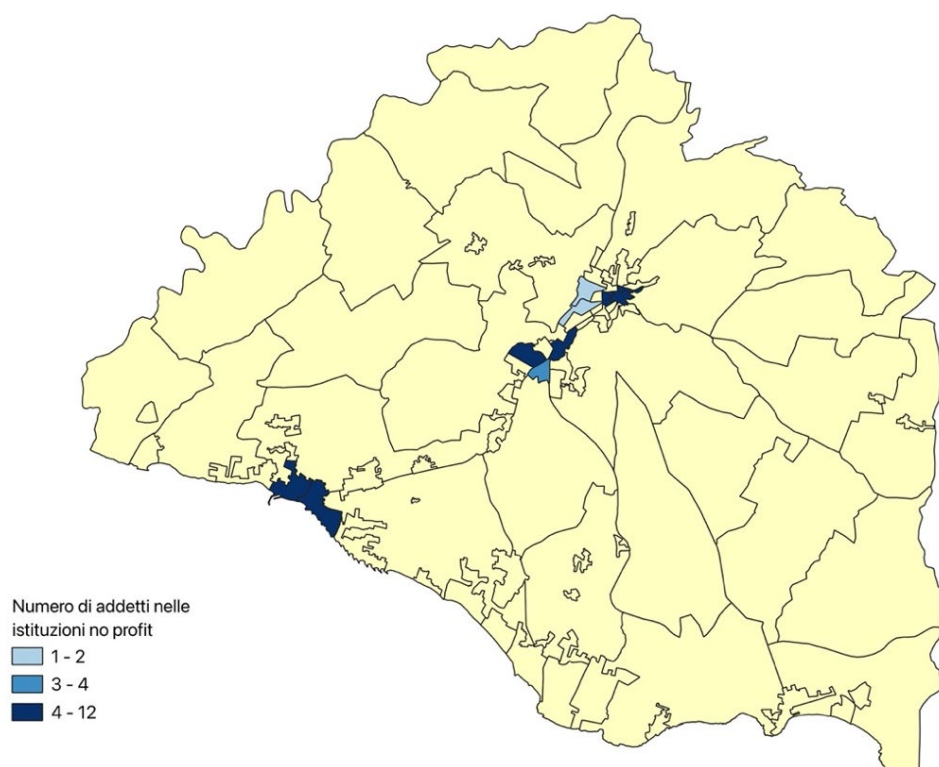 Numero di addetti nelle
istituzioni no profit
1 - 2
3 - 4
4 - 12